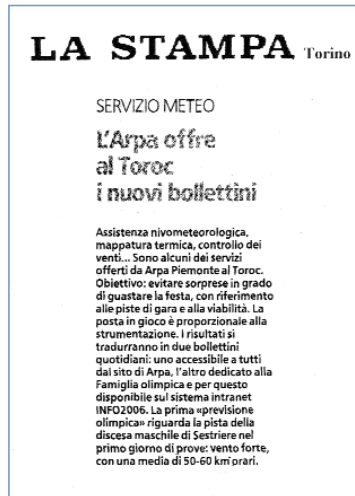 LA STAMPA Torino
SERVIZIO METEO
L'Arpa offre
al Toroc
i nuovi bollettini
Assistenza nivometeorologica,
mappatura termica, controllo dei
venti... Sono alcuni dei servizi
offerti da Arpa Piemonte al Toroc.
Obiettivo: evitare sorprese in grado
di guastare la festa, con riferimento
alle piste di gara e alla viabilità. La
posta in gioco è proporzionale alla
strumentazione. I risultati si
tradurranno in due bollettini
quotidiani: uno accessibile a tutti
dal sito di Arpa, l'altro dedicato alla
Famiglia olimpica e per questo
disponibile sul sistema intranet
INFO2006. La prima «previsione
olimpica» riguarda la pista della
discesa maschile di Sestriere nel
primo giorno di prove: vento forte,
con una media di 50-60 km orari.